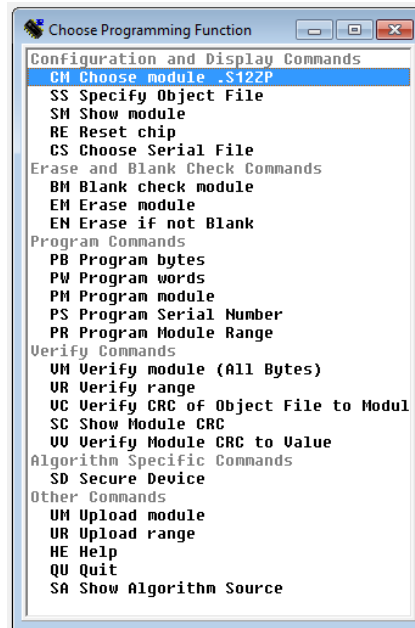 Choose Programming Function
Configuration and Display Commands
CM Choose module .S12ZP
SS Specify Object File
SM Show module
RE Reset chip
CS Choose Serial File
Erase and Blank Check Commands
BM Blank check module
EM Erase module
EN Erase if not Blank
Program Commands
PB Program bytes
PW Program words
PM Program module
PS Program Serial Number
PR Program Module Range
Verify Commands
VM Verify module (All Bytes)
VR Verify range
VC Verify CRC of Object File to Modul
SC Show Module CRC
VV Verify Module CRC to Value
Algorithm Specific Commands
SD Secure Device
Other Commands
UM Upload module
UR Upload range
HE Help
QU Quit
SA Show Algorithm Source